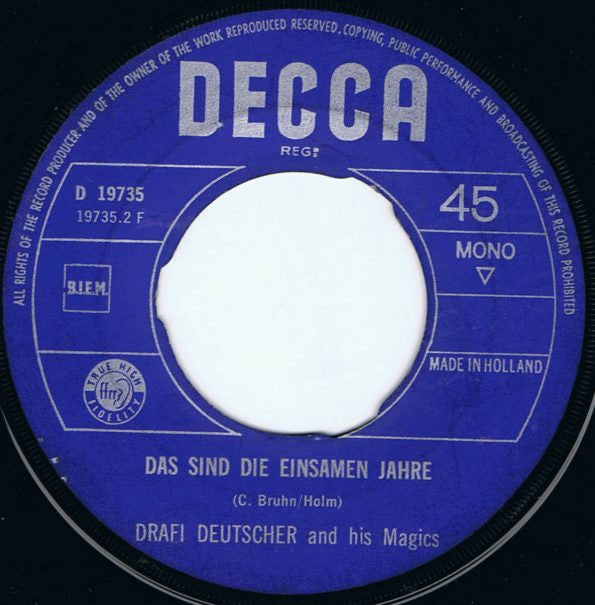 ALL RIGHTS OF THE RECORD PRODUCER AND OF THE OWNER OF THE WORK REPRODUCED RESERVED. COPYING, PUBLIC PERFORMANCE AND BROADCASTING OF THIS RECORD PROHIBITED
DECCA
REG:
D 19735
19735.2 F
45
MONO
B.I.E.M.
MADE IN HOLLAND
TRUE HIGH
ffrr
FIDELITY
DAS SIND DIE EINSAMEN JAHRE
(C. Bruhn/Holm)
DRAFI DEUTSCHER and his Magics